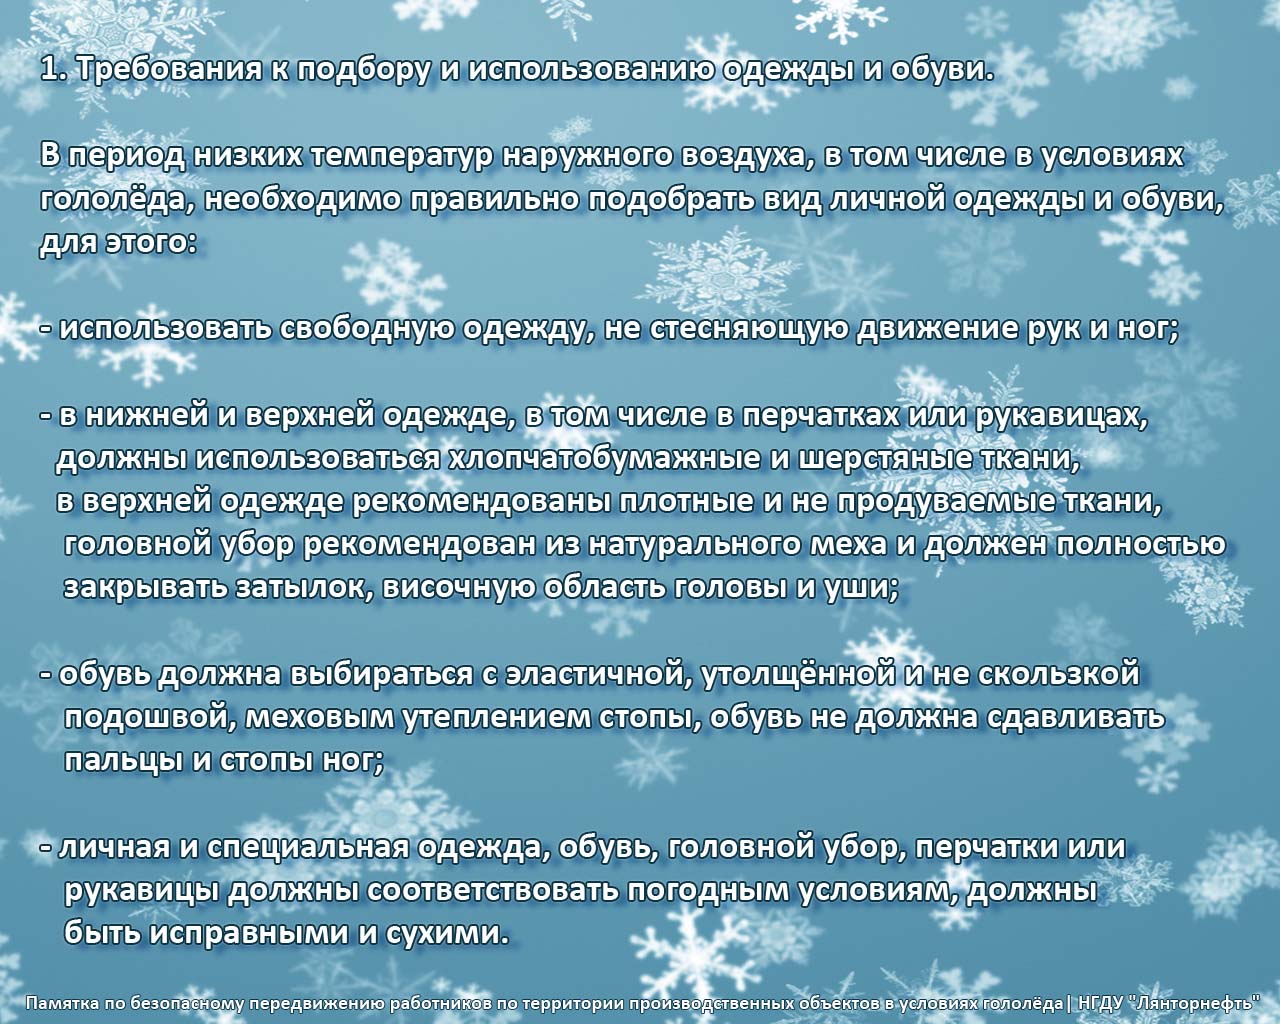 1. Требования к подбору и использованию одежды и обуви.
В период низких температур наружного воздуха, в том числе в условиях
гололёда, необходимо правильно подобрать вид личной одежды и обуви,
для этого:
- использовать свободную одежду, не стесняющую движение рук и ног;
- в нижней и верхней одежде, в том числе в перчатках или рукавицах,
должны использоваться хлопчатобумажные и шерстяные ткани,
в верхней одежде рекомендованы плотные и не продуваемые ткани,
головной убор рекомендован из натурального меха и должен полностью
закрывать затылок, височную область головы и уши;
- обувь должна выбираться с эластичной, утолщённой и не скользкой
подошвой, меховым утеплением стопы, обувь не должна сдавливать
пальцы и стопы ног;
- личная и специальная одежда, обувь, головной убор, перчатки или
рукавицы должны соответствовать погодным условиям, должны
быть исправными и сухими.
Памятка по безопасному передвижению работников по территории производственных объектов в условиях гололёда| НГДУ "Лянторнефть"